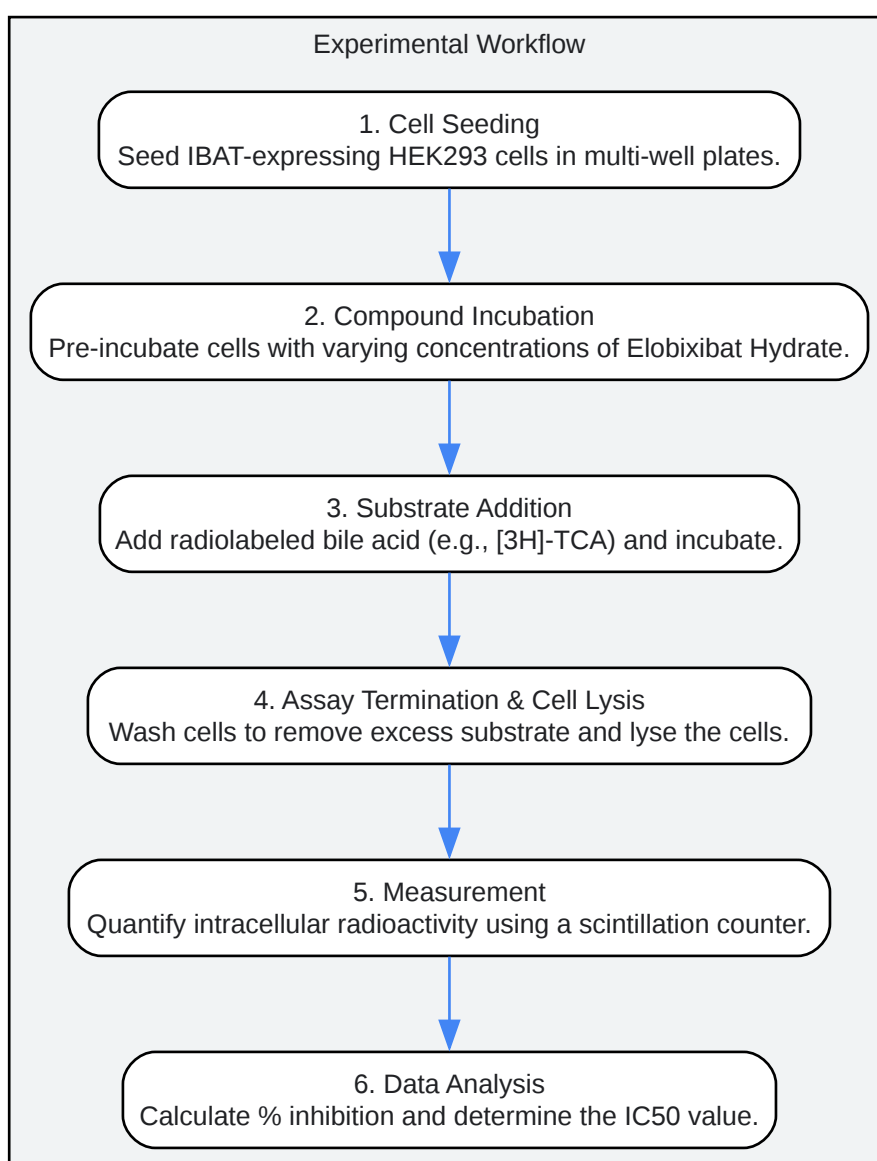 Experimental Workflow
1. Cell Seeding
Seed IBAT-expressing HEK293 cells in multi-well plates.
2. Compound Incubation
Pre-incubate cells with varying concentrations of Elobixibat Hydrate.
3. Substrate Addition
Add radiolabeled bile acid (e.g., [3H]-TCA) and incubate.
4. Assay Termination & Cell Lysis
Wash cells to remove excess substrate and lyse the cells.
5. Measurement
Quantify intracellular radioactivity using a scintillation counter.
6. Data Analysis
Calculate % inhibition and determine the IC50 value.